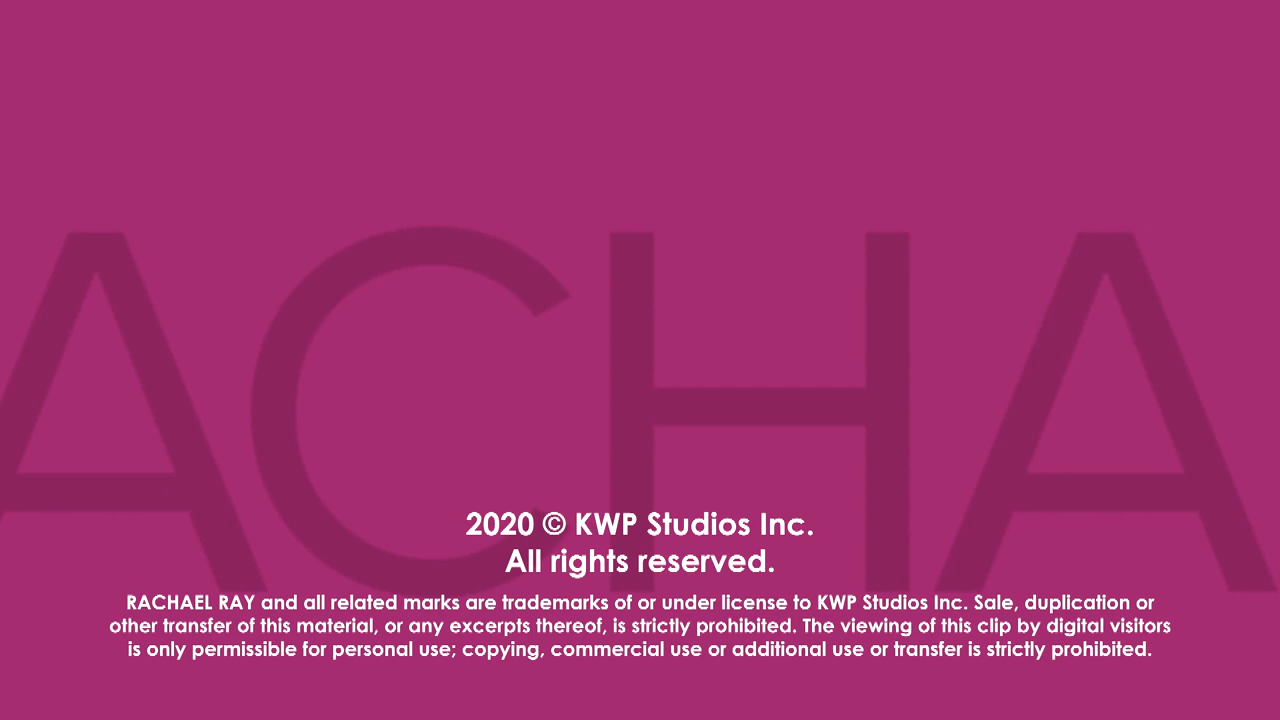 ACHA
2020 © KWP Studios Inc.
All rights reserved.
RACHAEL RAY and all related marks are trademarks of or under license to KWP Studios Inc. Sale, duplication or
other transfer of this material, or any excerpts thereof, is strictly prohibited. The viewing of this clip by digital visitors
is only permissible for personal use; copying, commercial use or additional use or transfer is strictly prohibited.